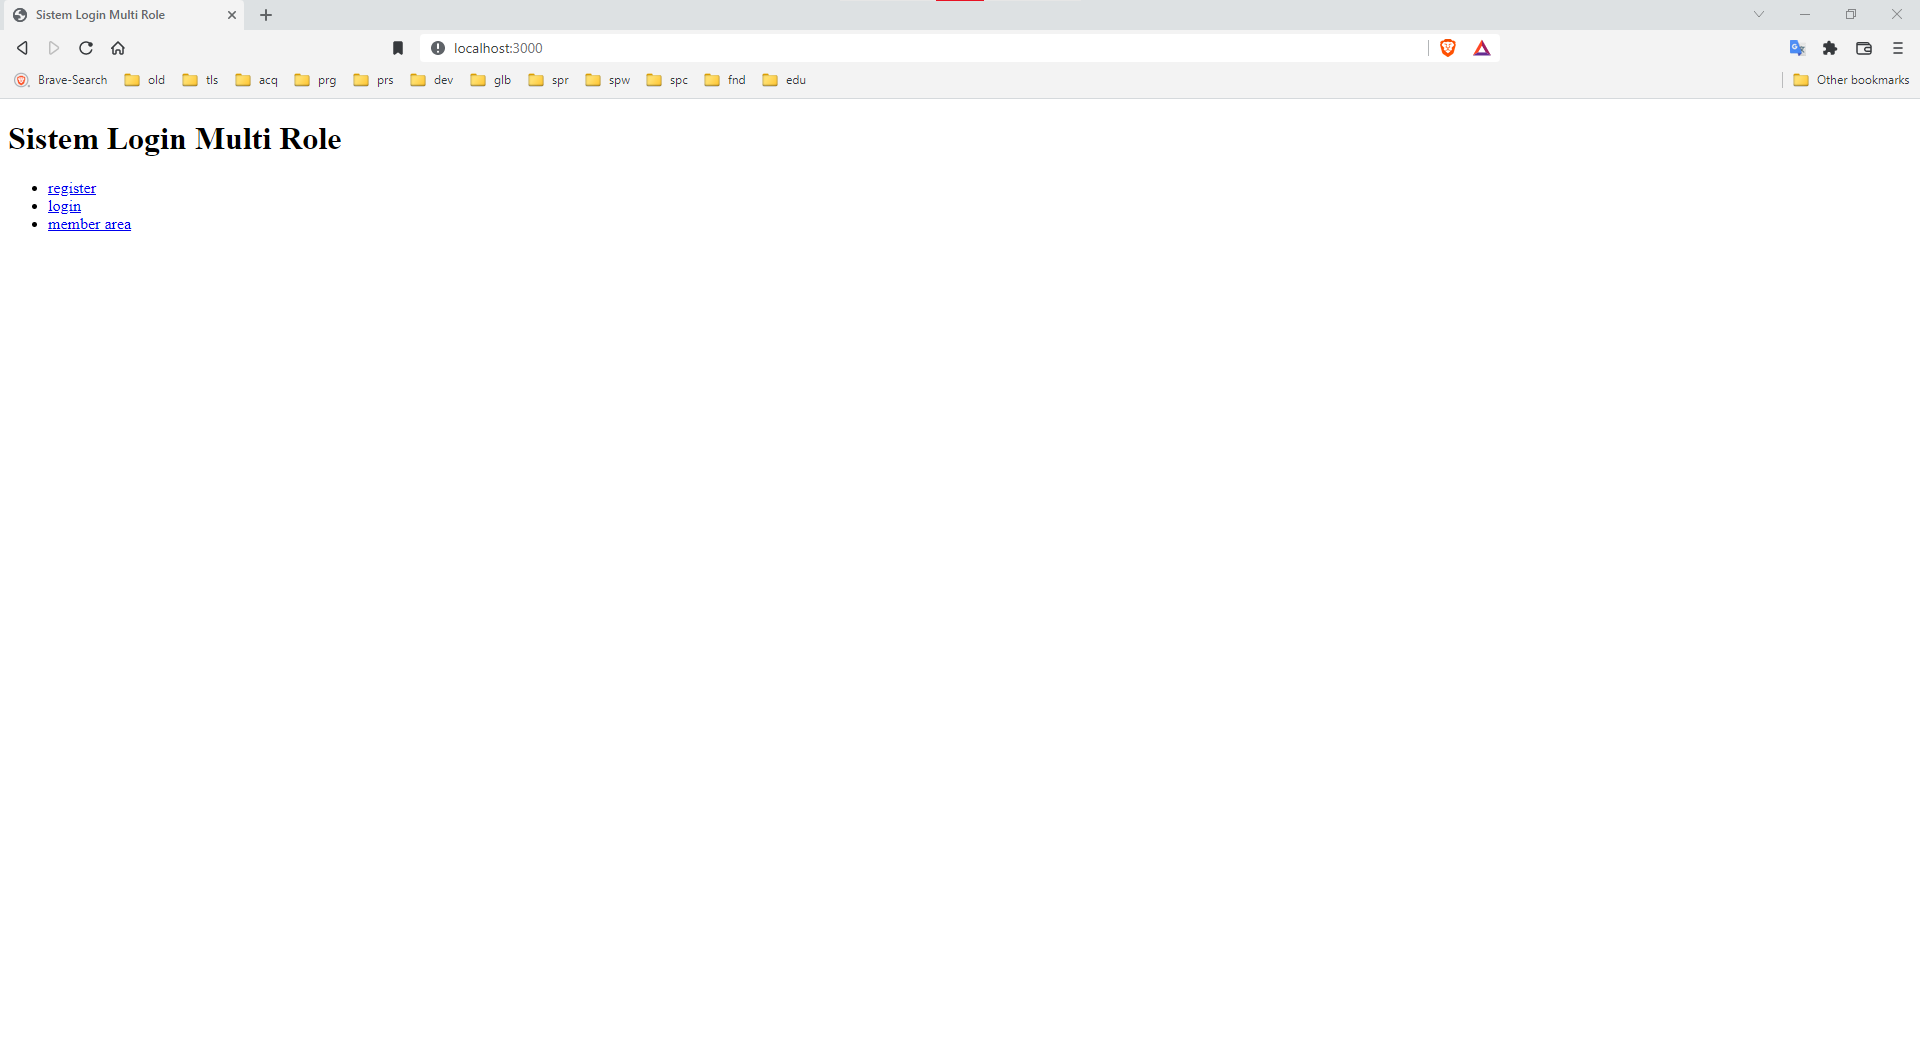 Sistem Login Multi Role
localhost:3000
Brave-Search old tls acq prg prs dev glb spr spw spc fnd edu Other bookmarks
Sistem Login Multi Role
register
login
member area